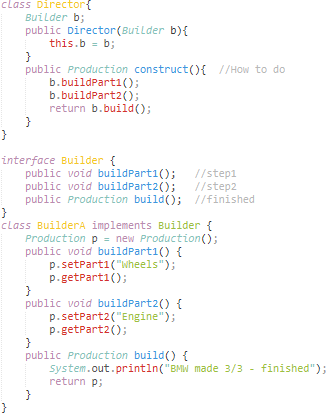 class Director{
    Builder b;
    public Director(Builder b){
        this.b = b;
    }
    public Production construct(){  //How to do
        b.buildPart1();
        b.buildPart2();
        return b.build();
    }
}

interface Builder {
    public void buildPart1();   //step1
    public void buildPart2();   //step2
    public Production build();  //finished
}
class BuilderA implements Builder {
    Production p = new Production();
    public void buildPart1() {
        p.setPart1("Wheels");
        p.getPart1();
    }
    public void buildPart2() {
        p.setPart2("Engine");
        p.getPart2();
    }
    public Production build() {
        System.out.println("BMW made 3/3 - finished");
        return p;
    }
}